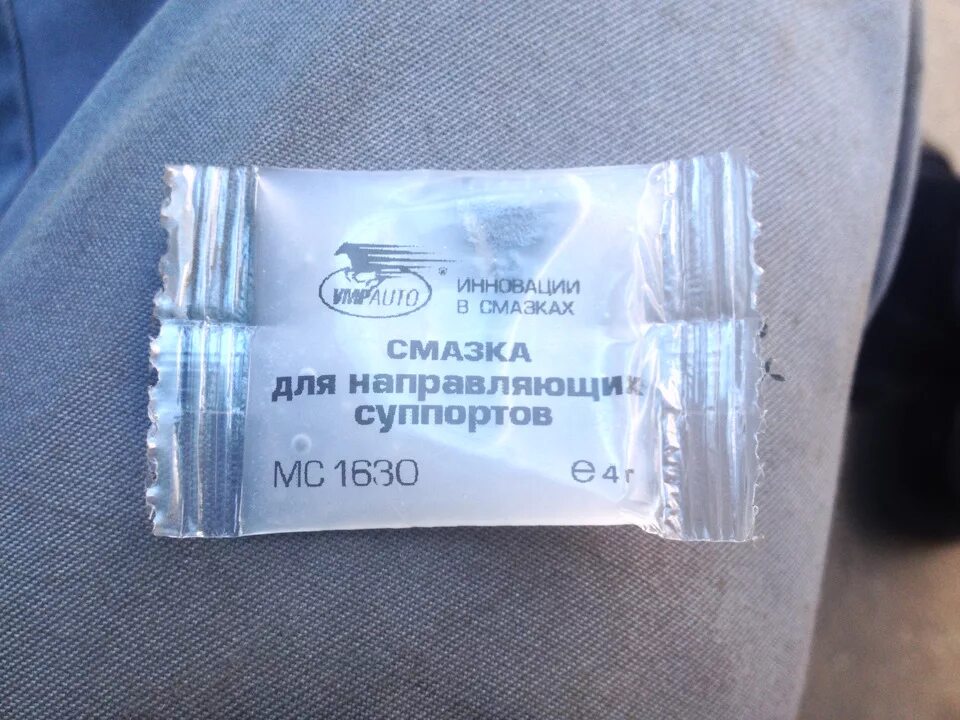 VMPAUTO
®
ИННОВАЦИИ
В СМАЗКАХ
СМАЗКА
для направляющих
суппортов
МС 1630
℮ 4 г